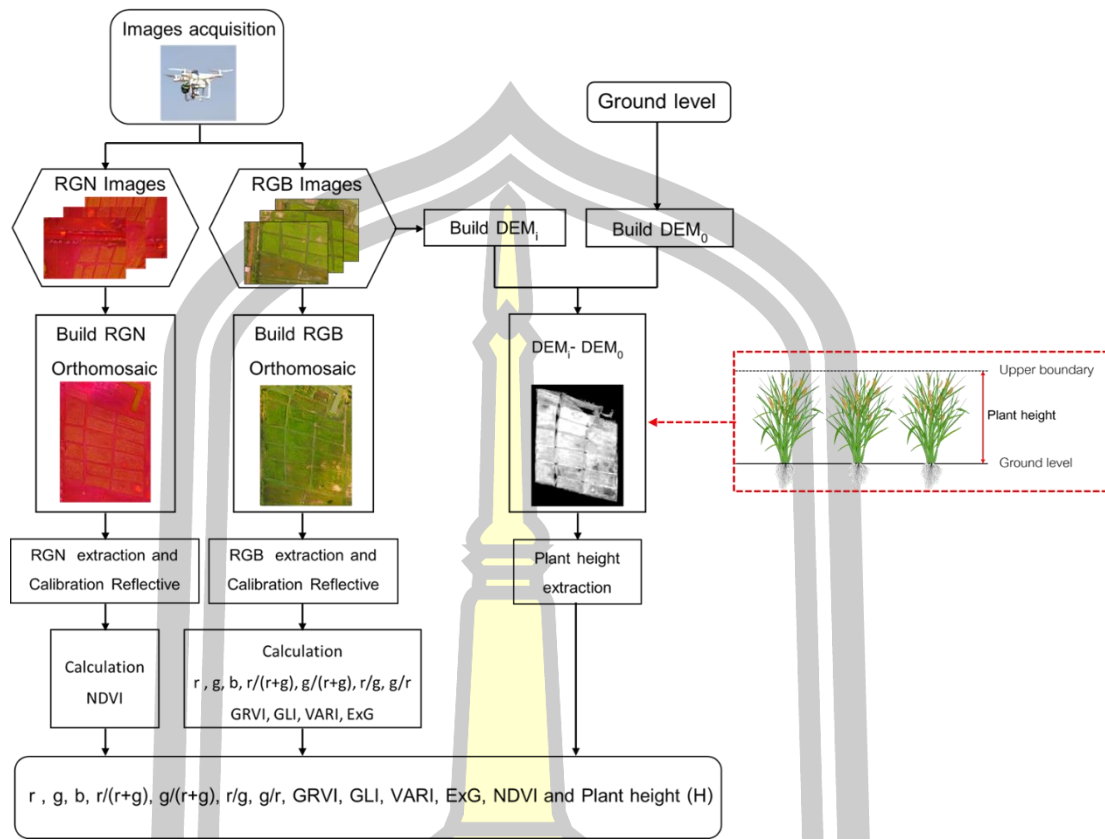 Images acquisition
Ground level
RGN Images
RGB Images
Build DEMi
Build DEM0
Build RGN
Orthomosaic
Build RGB
Orthomosaic
DEMi- DEM0
Upper boundary
Plant height
Ground level
RGN extraction and
Calibration Reflective
RGB extraction and
Calibration Reflective
Plant height
extraction
Calculation
NDVI
Calculation
r , g, b, r/(r+g), g/(r+g), r/g, g/r
GRVI, GLI, VARI, ExG
r , g, b, r/(r+g), g/(r+g), r/g, g/r, GRVI, GLI, VARI, ExG, NDVI and Plant height (H)